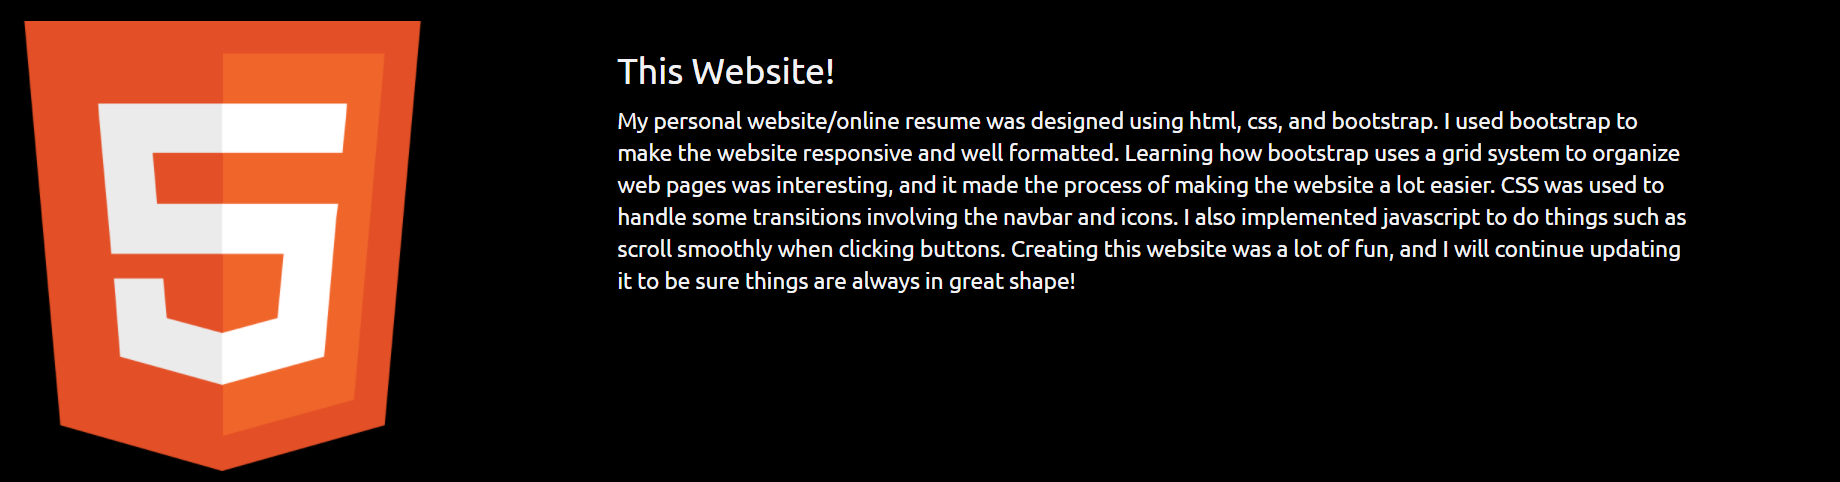 5
This Website!
My personal website/online resume was designed using html, css, and bootstrap. I used bootstrap to
make the website responsive and well formatted. Learning how bootstrap uses a grid system to organize
web pages was interesting, and it made the process of making the website a lot easier. CSS was used to
handle some transitions involving the navbar and icons. I also implemented javascript to do things such as
scroll smoothly when clicking buttons. Creating this website was a lot of fun, and I will continue updating
it to be sure things are always in great shape!